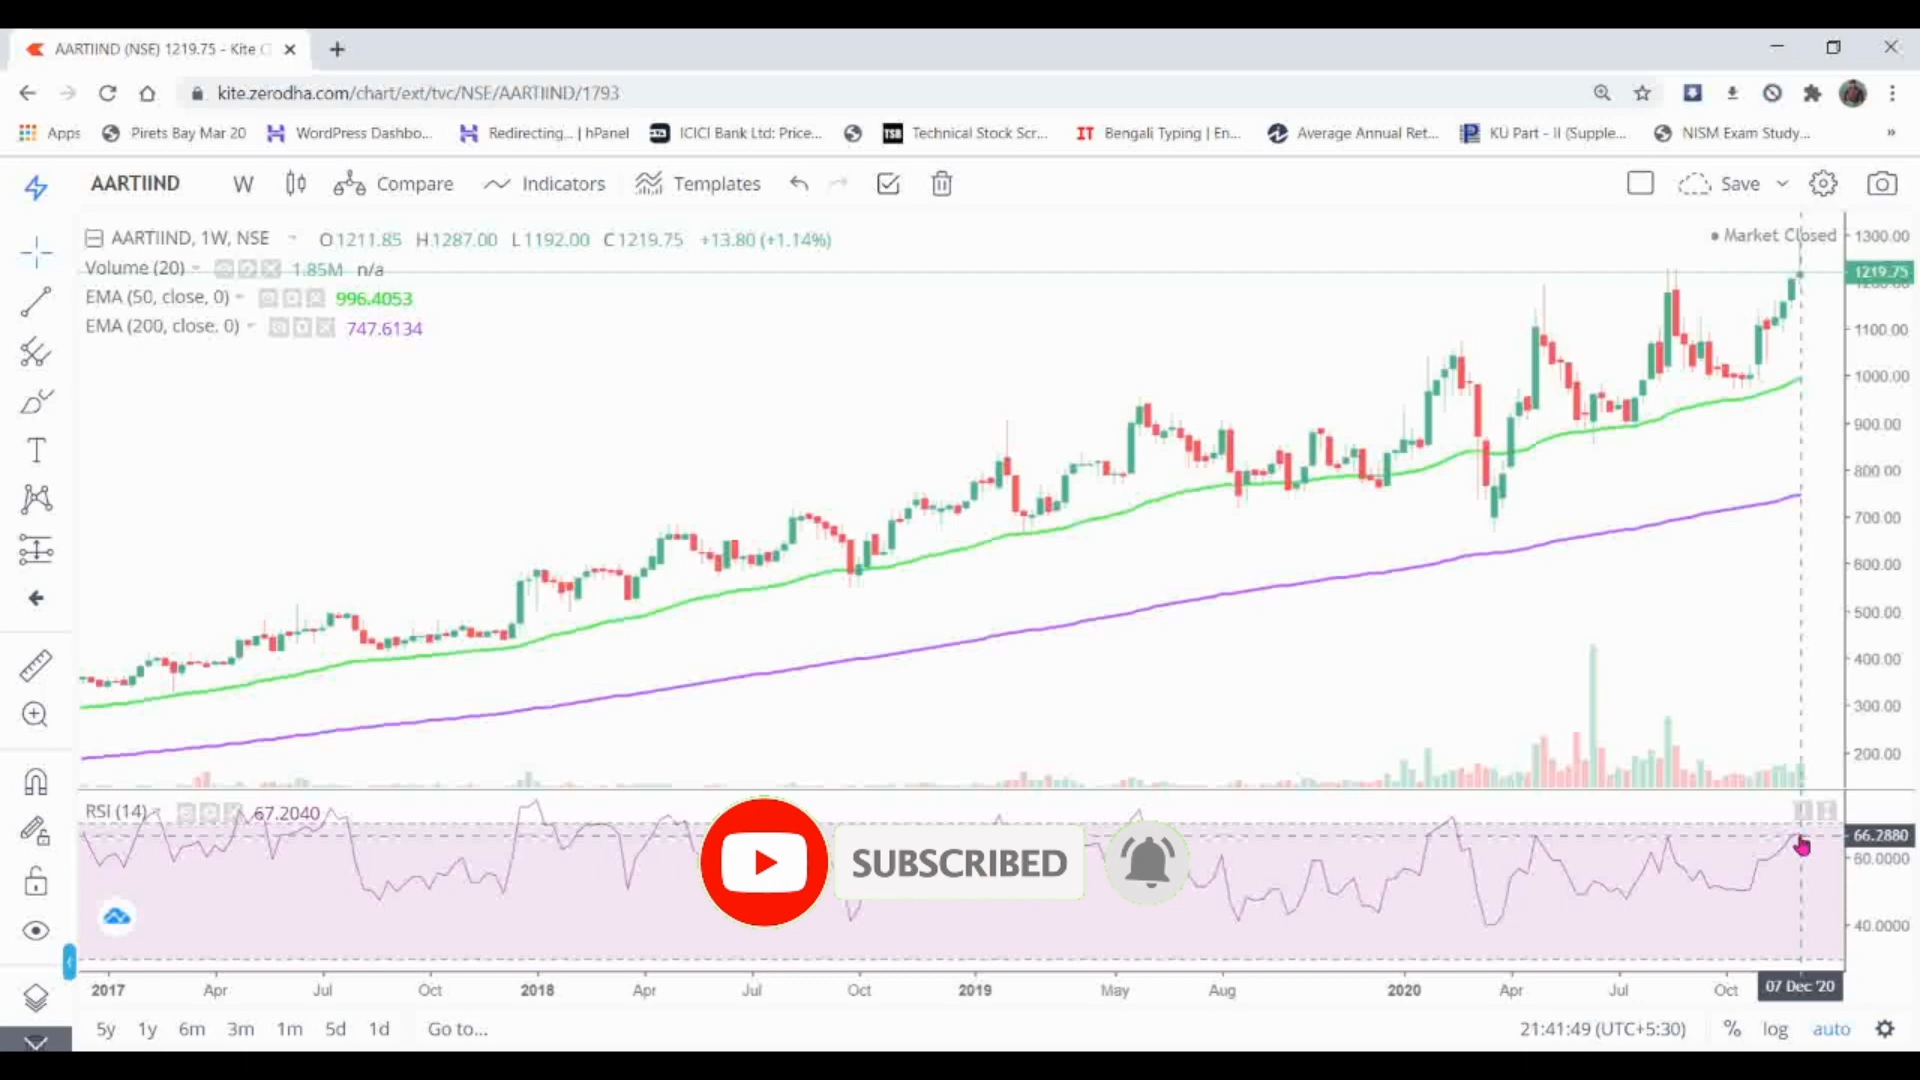 AARTIIND (NSE) 1219.75 - Kite C
kite.zerodha.com/chart/ext/tvc/NSE/AARTIIND/1793
Apps Pirets Bay Mar 20 WordPress Dashbo... Redirecting... | hPanel ICICI Bank Ltd: Price... TSR Technical Stock Scr... IT Bengali Typing | En... Average Annual Ret... KU Part - II (Supple... NISM Exam Study... »
AARTIIND W Compare Indicators Templates Save
AARTIIND, 1W, NSE O1211.85 H1287.00 L1192.00 C1219.75 +13.80 (+1.14%)
Market Closed
Volume (20) 1.85M n/a
EMA (50, close, 0) 996.4053
EMA (200, close, 0) 747.6134
1300.00
1219.75
1200.00
1100.00
1000.00
900.00
800.00
700.00
600.00
500.00
400.00
300.00
200.00
RSI (14) 67.2040
66.2880
60.0000
40.0000
SUBSCRIBED
2017 Apr Jul Oct 2018 Apr Jul Oct 2019 May Aug 2020 Apr Jul Oct 07 Dec '20
5y 1y 6m 3m 1m 5d 1d Go to... 21:41:49 (UTC+5:30) % log auto